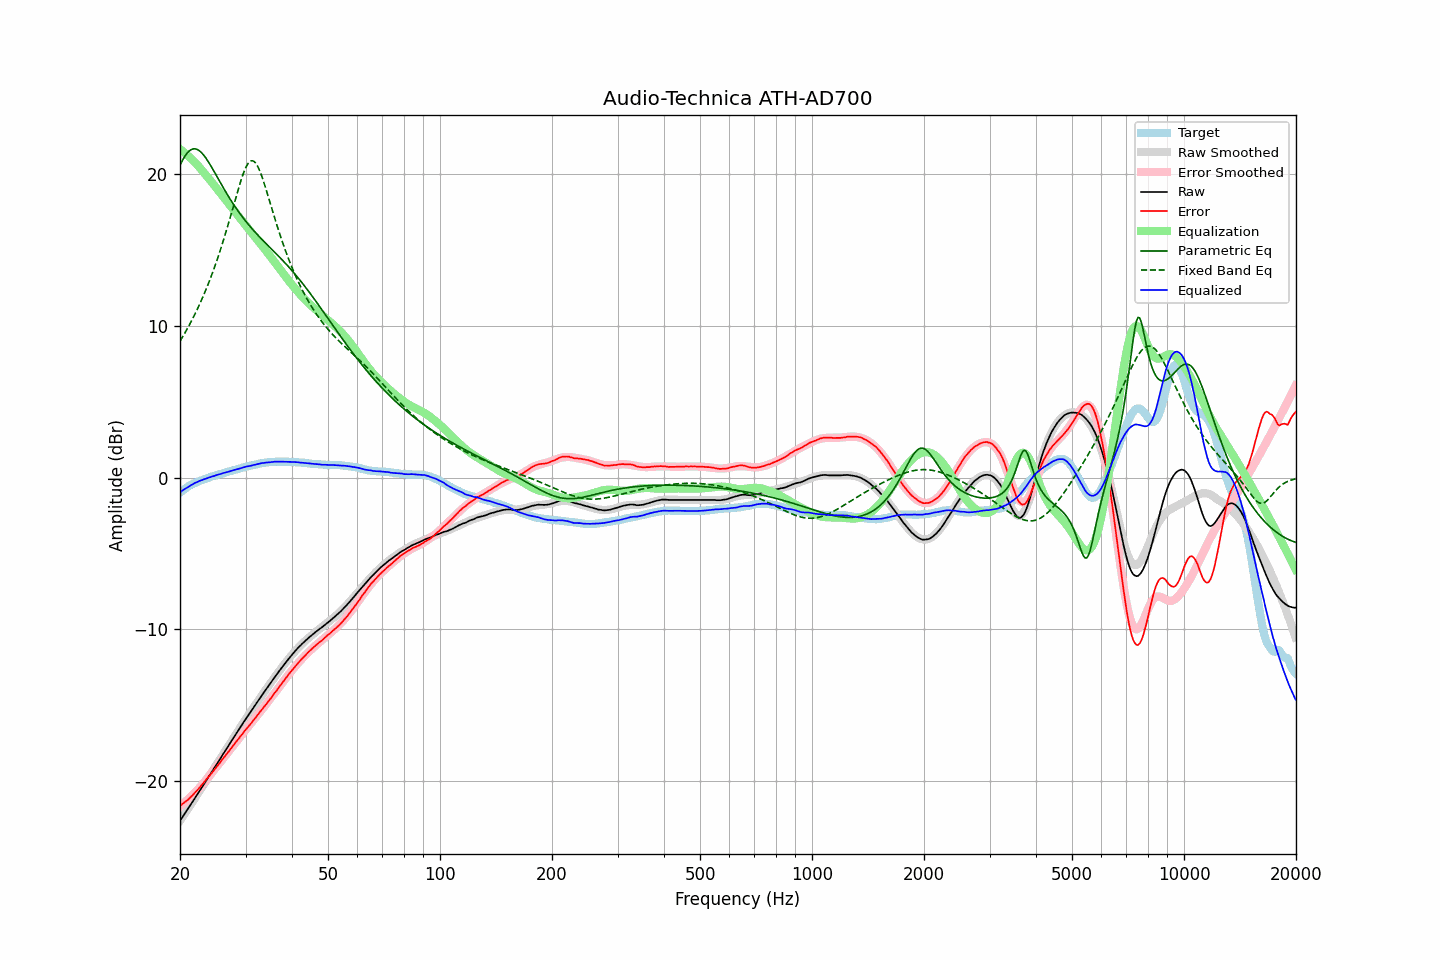 Audio-Technica ATH-AD700
Target
Raw Smoothed
Error Smoothed
Raw
Error
Equalization
Parametric Eq
Fixed Band Eq
Equalized
20
10
0
−10
−20
Amplitude (dBr)
20
50
100
200
500
1000
2000
5000
10000
20000
Frequency (Hz)